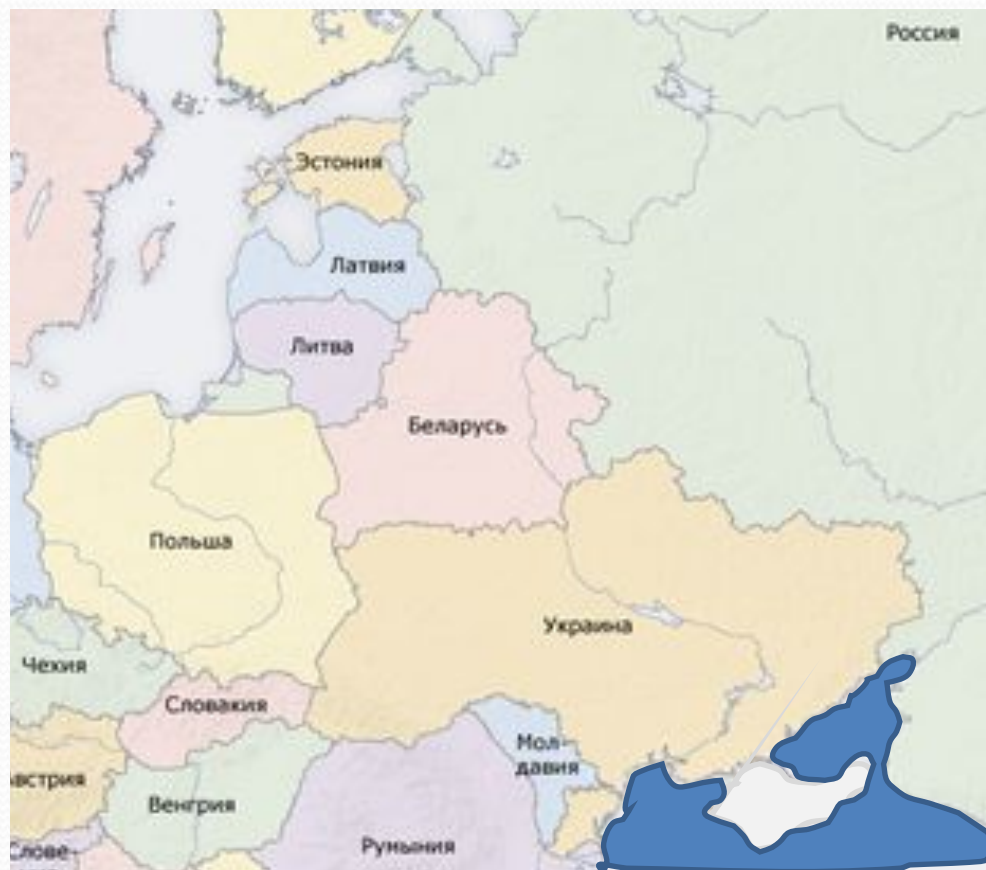 Россия
Эстония
Латвия
Литва
Беларусь
Польша
Украина
Чехия
Словакия
Мол-
давия
встрия
Венгрия
Румыния
Слове-